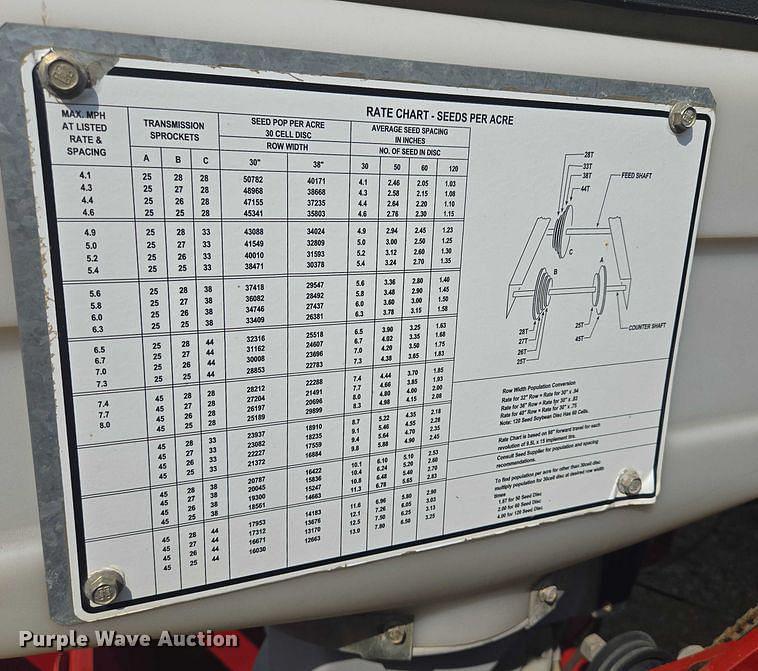 RATE CHART - SEEDS PER ACRE
MAX. MPH AT LISTED RATE & SPACING
TRANSMISSION SPROCKETS
SEED POP PER ACRE
30 CELL DISC
ROW WIDTH
AVERAGE SEED SPACING
IN INCHES
NO. OF SEED IN DISC
A B C 30" 38" 30 50 60 120
4.1 25 28 28 50782 40171 4.1 2.46 2.05 1.03
4.3 25 27 28 48968 38668 4.3 2.58 2.15 1.08
4.4 25 26 28 47155 37235 4.4 2.64 2.20 1.10
4.6 25 25 28 45341 35803 4.6 2.76 2.30 1.15
4.9 25 28 33 43088 34024 4.9 2.94 2.45 1.23
5.0 25 27 33 41549 32809 5.0 3.00 2.50 1.25
5.2 25 26 33 40010 31593 5.2 3.12 2.60 1.30
5.4 25 25 33 38471 30378 5.4 3.24 2.70 1.35
5.6 25 28 38 37418 29547 5.6 3.36 2.80 1.40
5.8 25 27 38 36082 28492 5.8 3.48 2.90 1.45
6.0 25 26 38 34746 27437 6.0 3.60 3.00 1.50
6.3 25 25 38 33409 26381 6.3 3.78 3.15 1.58
6.5 25 28 44 32316 25518 6.5 3.90 3.25 1.63
6.7 25 27 44 31162 24607 6.7 4.02 3.35 1.68
7.0 25 26 44 30008 23696 7.0 4.20 3.50 1.75
7.3 25 25 44 28853 22783 7.3 4.38 3.65 1.83
7.4 45 28 28 28212 22288 7.4 4.44 3.70 1.85
7.7 45 27 28 27204 21491 7.7 4.66 3.85 1.93
8.0 45 26 28 26197 20696 8.0 4.80 4.00 2.00
45 25 28 25189 8.3 4.98 4.15 2.08
45 28 33 23937 18910 8.7 5.22 4.35 2.18
45 27 33 23082 18235 9.1 5.46 4.55 2.28
45 26 33 22227 17559 9.4 5.64 4.70 2.35
45 25 33 21372 16884 9.8 5.88 4.90 2.45
45 28 38 20787 16422 10.1 6.10 5.10 2.53
45 27 38 20045 15836 10.4 6.24 5.20 2.60
45 26 38 19300 15247 10.8 6.48 5.40 2.70
45 25 38 18561 14663 11.3 6.78 5.65 2.83
45 28 44 17953 14183 11.6 6.96 5.80 2.90
45 27 44 17312 13676 12.1 7.26 6.05 3.03
45 26 44 16671 13170 12.5 7.50 6.25 3.13
45 25 44 16030 12663 13.0 7.80 6.50 3.25
28T
33T
38T
44T
FEED SHAFT
C
B
A
28T
27T
26T
25T
25T
45T
COUNTER SHAFT
Row Width Population Conversion
Rate for 32" Row = Rate for 30" x .94
Rate for 36" Row = Rate for 30" x .83
Rate for 40" Row = Rate for 30" x .75
Note: 120 Seed Soybean Disc Has 60 Cells.
Rate Chart is based on 98" forward travel for each
revolution of 9.5L x 15 implement tire.
Consult Seed Supplier for population and spacing
recommendations.
To find population per acre for other than 30cell disc
multiply population for 30cell disc at desired row width
times
1.67 for 50 Seed Disc
2.00 for 60 Seed Disc
4.00 for 120 Seed Disc
Purple Wave Auction